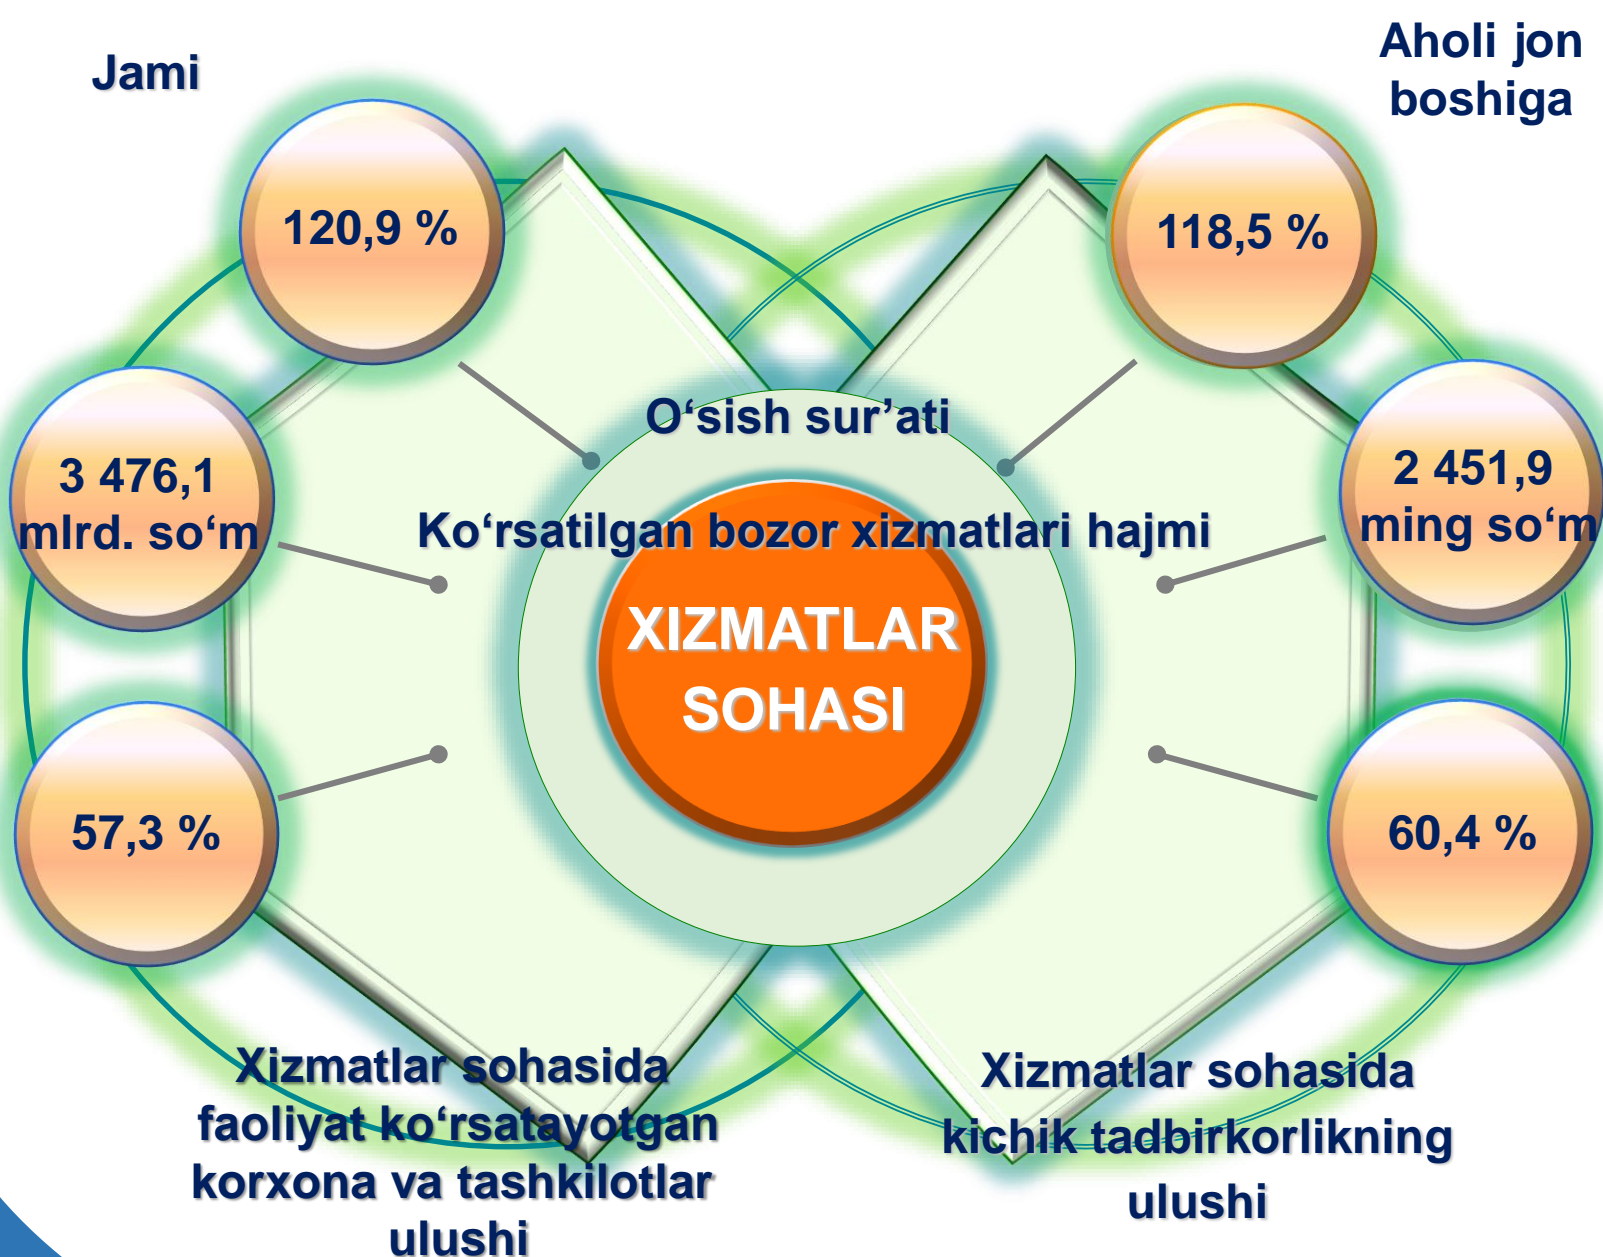 Jami
Aholi jon
boshiga
120,9 %
118,5 %
O‘sish sur’ati
3 476,1
mlrd. so‘m
2 451,9
ming so‘m
Ko‘rsatilgan bozor xizmatlari hajmi
XIZMATLAR
SOHASI
57,3 %
60,4 %
Xizmatlar sohasida
faoliyat ko‘rsatayotgan
korxona va tashkilotlar
ulushi
Xizmatlar sohasida
kichik tadbirkorlikning
ulushi